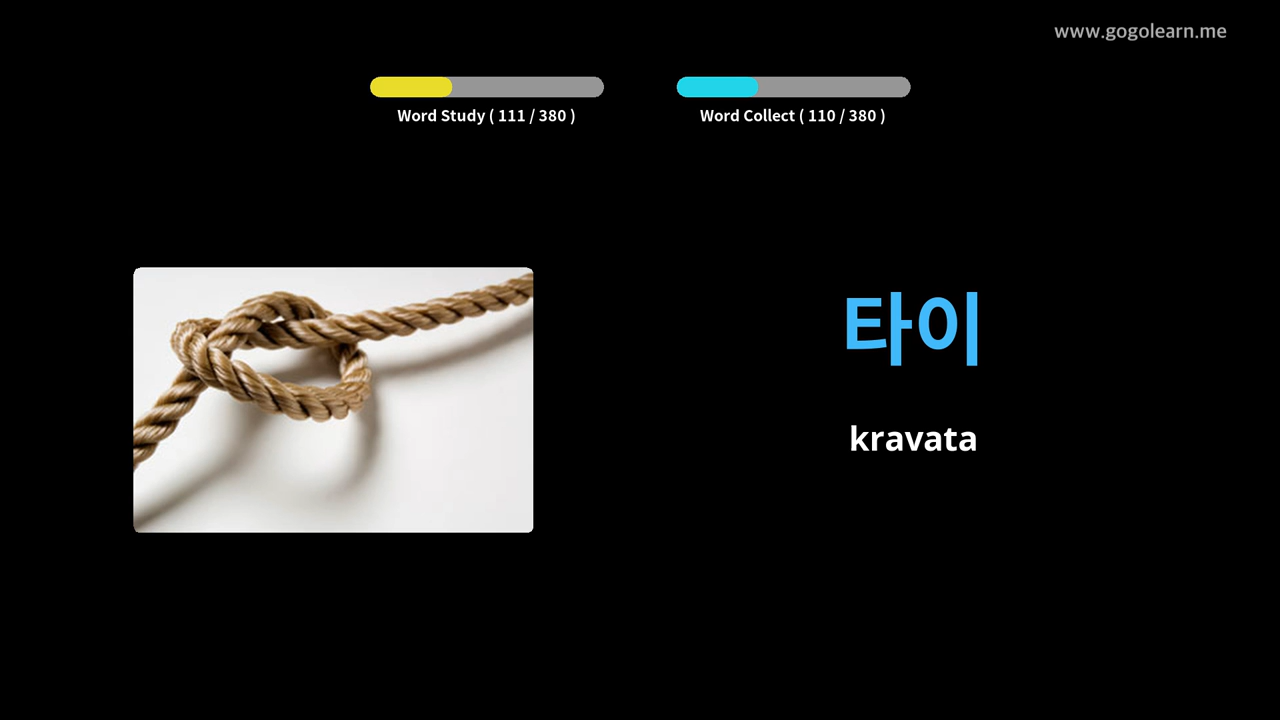 www.gogolearn.me
Word Study ( 111 / 380 )
Word Collect ( 110 / 380 )
타이
kravata